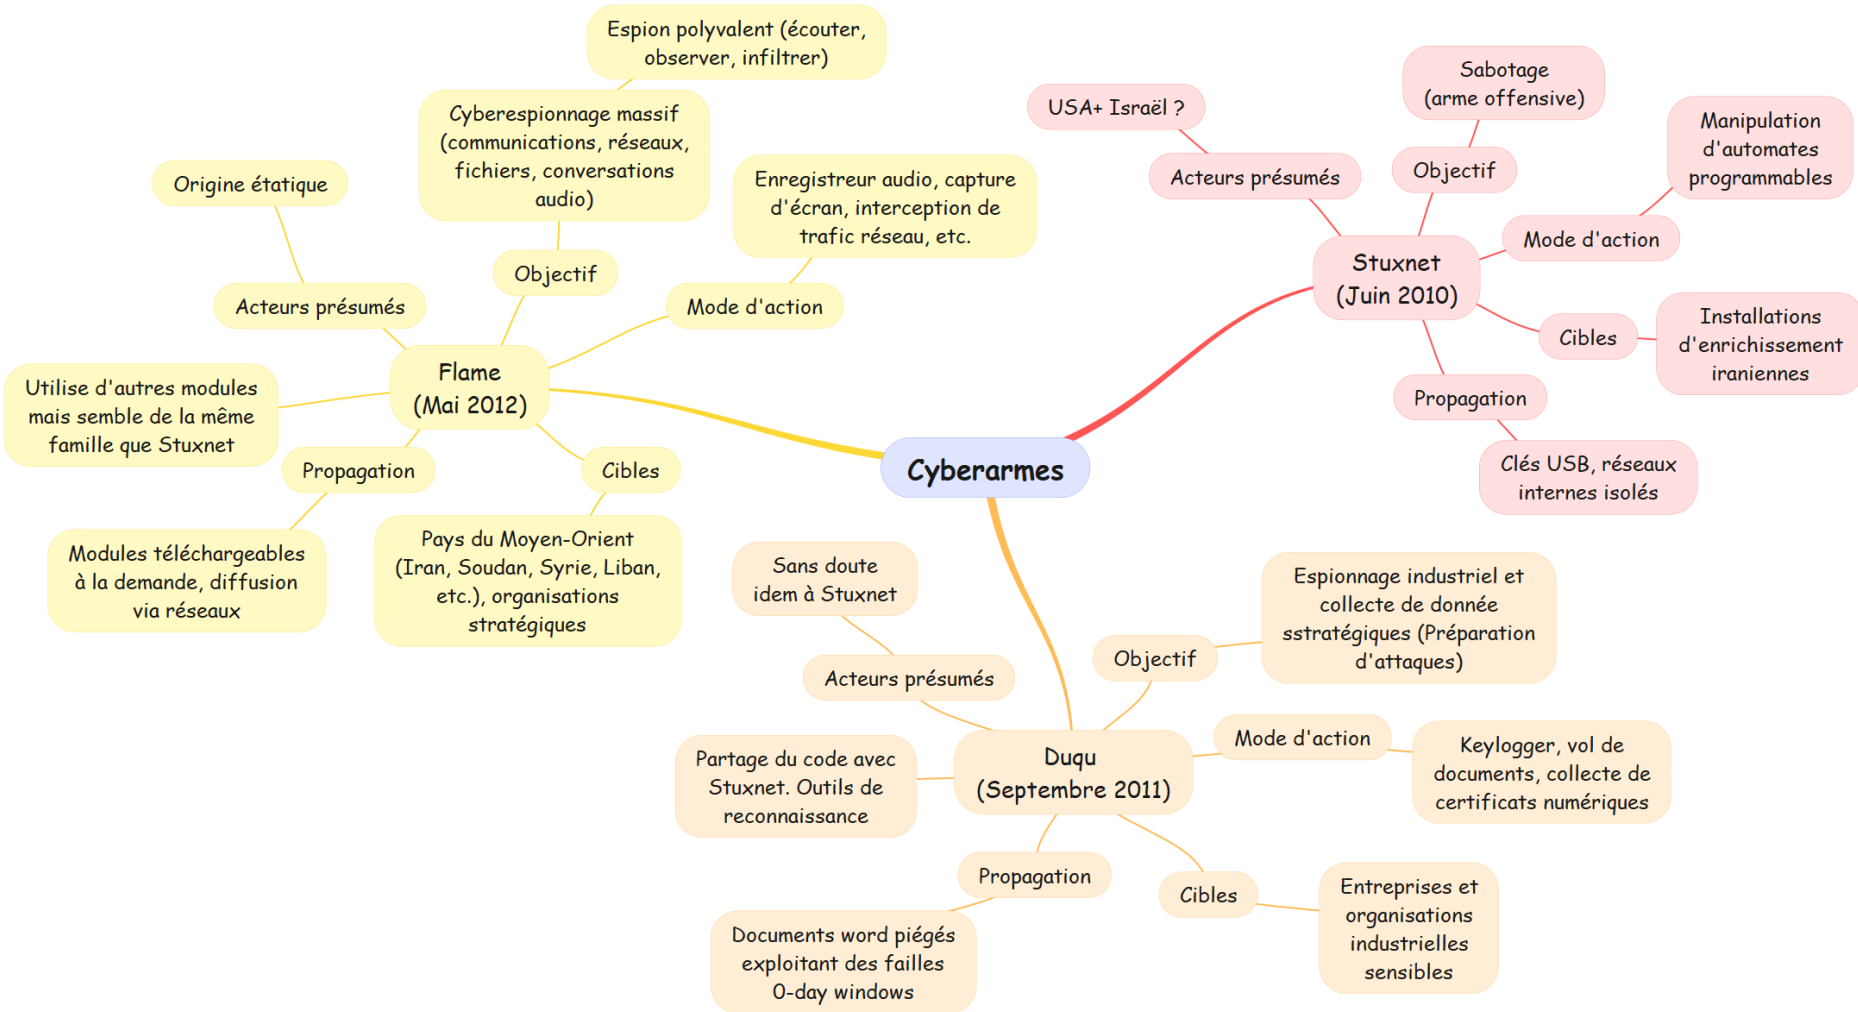 Cyberarmes
Stuxnet
(Juin 2010)
Acteurs présumés
USA+ Israël ?
Objectif
Sabotage
(arme offensive)
Mode d'action
Manipulation
d'automates
programmables
Cibles
Installations
d'enrichissement
iraniennes
Propagation
Clés USB, réseaux
internes isolés
Duqu
(Septembre 2011)
Acteurs présumés
Sans doute
idem à Stuxnet
Objectif
Espionnage industriel et
collecte de donnée
sstratégiques (Préparation
d'attaques)
Mode d'action
Keylogger, vol de
documents, collecte de
certificats numériques
Cibles
Entreprises et
organisations
industrielles
sensibles
Propagation
Documents word piégés
exploitant des failles
0-day windows
Partage du code avec
Stuxnet. Outils de
reconnaissance
Flame
(Mai 2012)
Acteurs présumés
Origine étatique
Objectif
Cyberespionnage massif
(communications, réseaux,
fichiers, conversations
audio)
Espion polyvalent (écouter,
observer, infiltrer)
Mode d'action
Enregistreur audio, capture
d'écran, interception de
trafic réseau, etc.
Cibles
Pays du Moyen-Orient
(Iran, Soudan, Syrie, Liban,
etc.), organisations
stratégiques
Propagation
Modules téléchargeables
à la demande, diffusion
via réseaux
Utilise d'autres modules
mais semble de la même
famille que Stuxnet